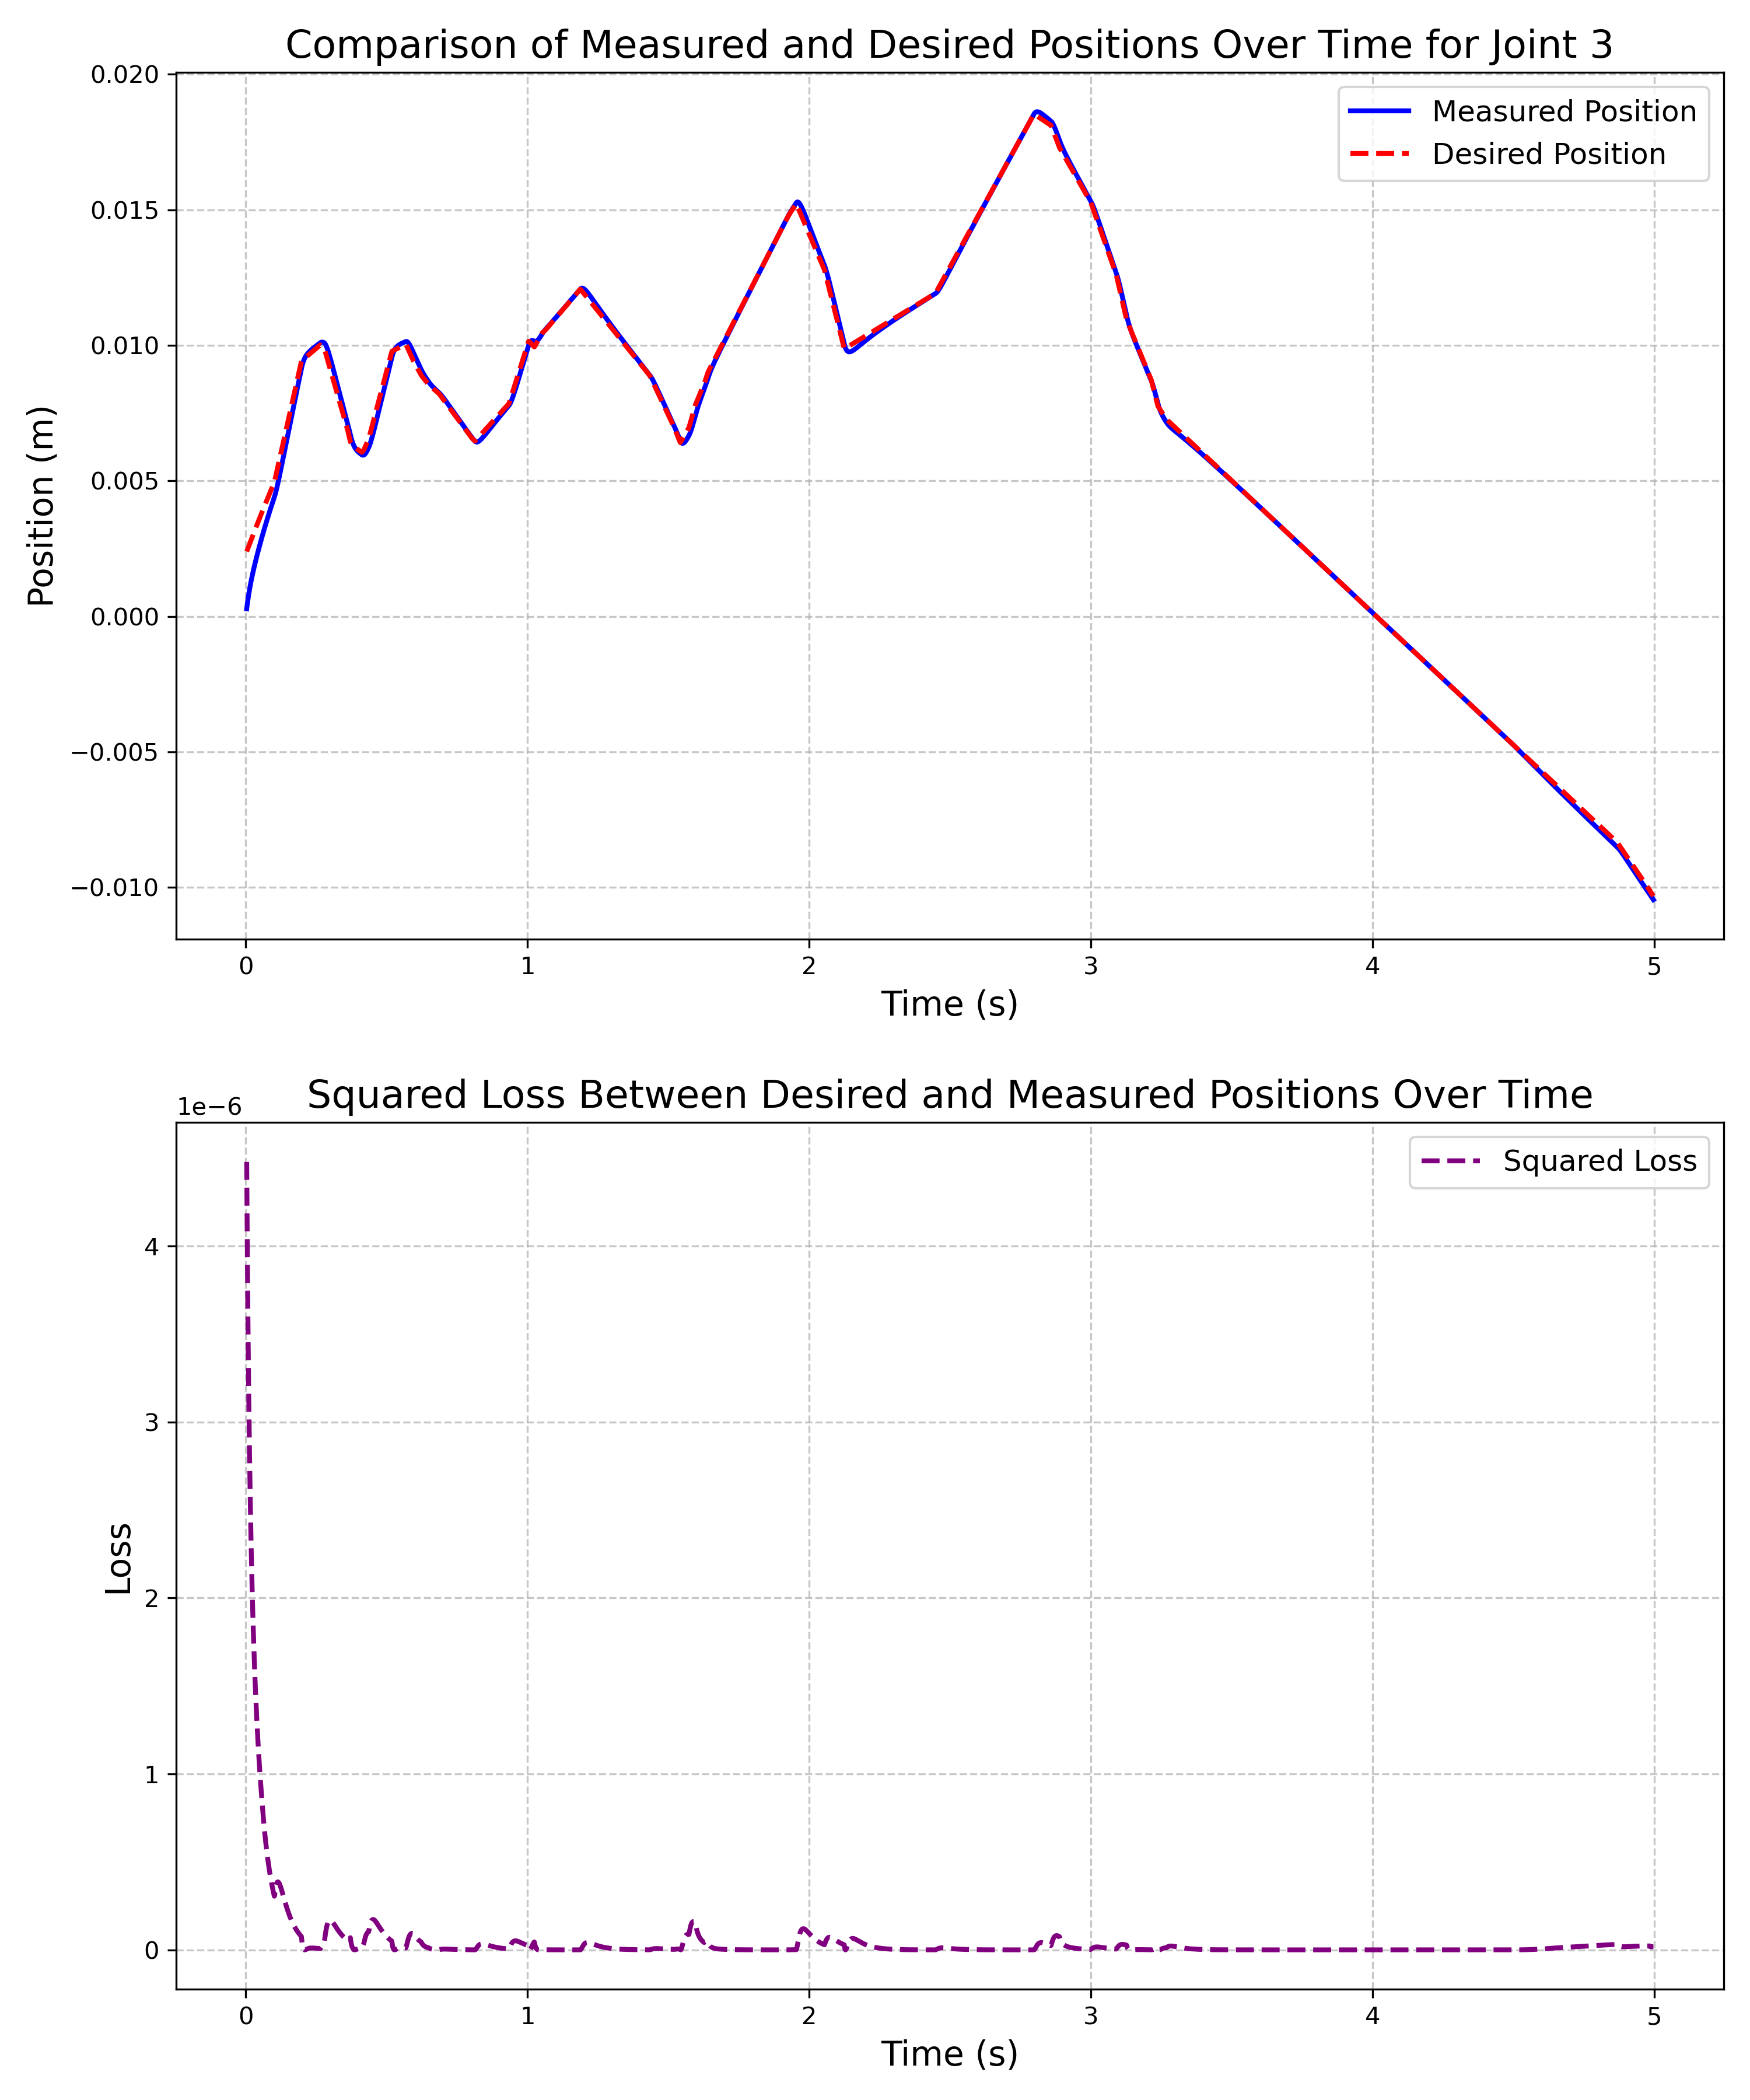 Comparison of Measured and Desired Positions Over Time for Joint 3
Position (m)
0.020
0.015
0.010
0.005
0.000
−0.005
−0.010
Measured Position
Desired Position
0 1 2 3 4 5
Time (s)
Squared Loss Between Desired and Measured Positions Over Time
1e−6
Loss
4
3
2
1
0
Squared Loss
0 1 2 3 4 5
Time (s)